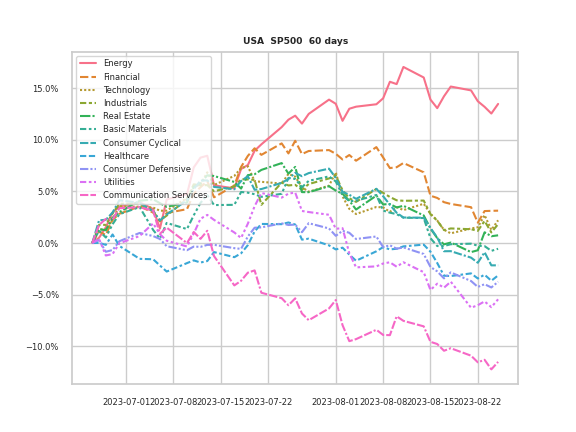 USA SP500 60 days
15.0%
10.0%
5.0%
0.0%
−5.0%
−10.0%
Energy
Financial
Technology
Industrials
Real Estate
Basic Materials
Consumer Cyclical
Healthcare
Consumer Defensive
Utilities
Communication Services
2023-07-01 2023-07-08 2023-07-15 2023-07-22 2023-08-01 2023-08-08 2023-08-15 2023-08-22